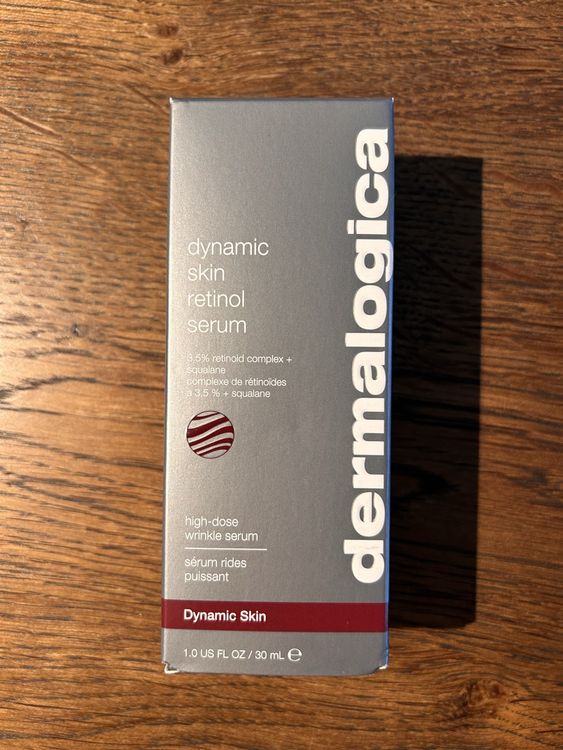 dynamic
skin
retinol
serum
3.5% retinoid complex +
squalane
complexe de rétinoïdes
à 3,5 % + squalane
high-dose
wrinkle serum
sérum rides
puissant
Dynamic Skin
1.0 US FL OZ / 30 mL ℮
dermalogica